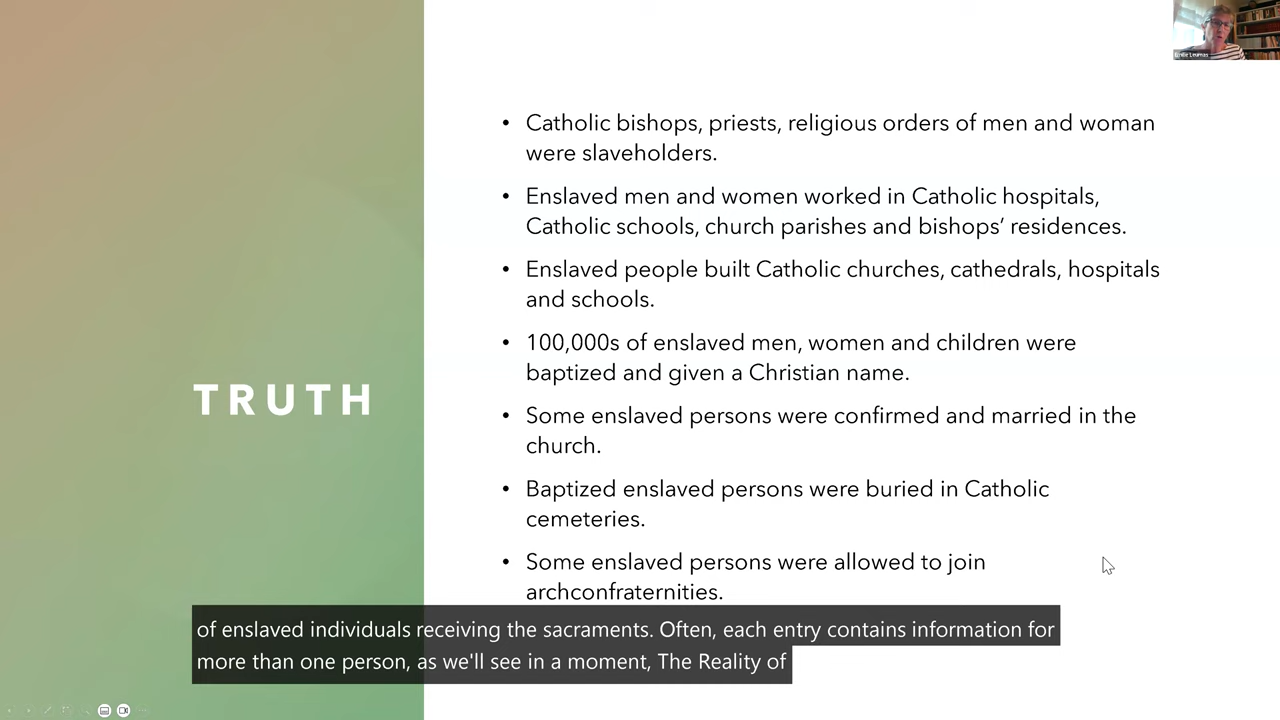 Emilie Leumas
• Catholic bishops, priests, religious orders of men and woman
were slaveholders.
• Enslaved men and women worked in Catholic hospitals,
Catholic schools, church parishes and bishops’ residences.
• Enslaved people built Catholic churches, cathedrals, hospitals
and schools.
• 100,000s of enslaved men, women and children were
baptized and given a Christian name.
TRUTH
• Some enslaved persons were confirmed and married in the
church.
• Baptized enslaved persons were buried in Catholic
cemeteries.
• Some enslaved persons were allowed to join
archconfraternities.
of enslaved individuals receiving the sacraments. Often, each entry contains information for
more than one person, as we'll see in a moment, The Reality of